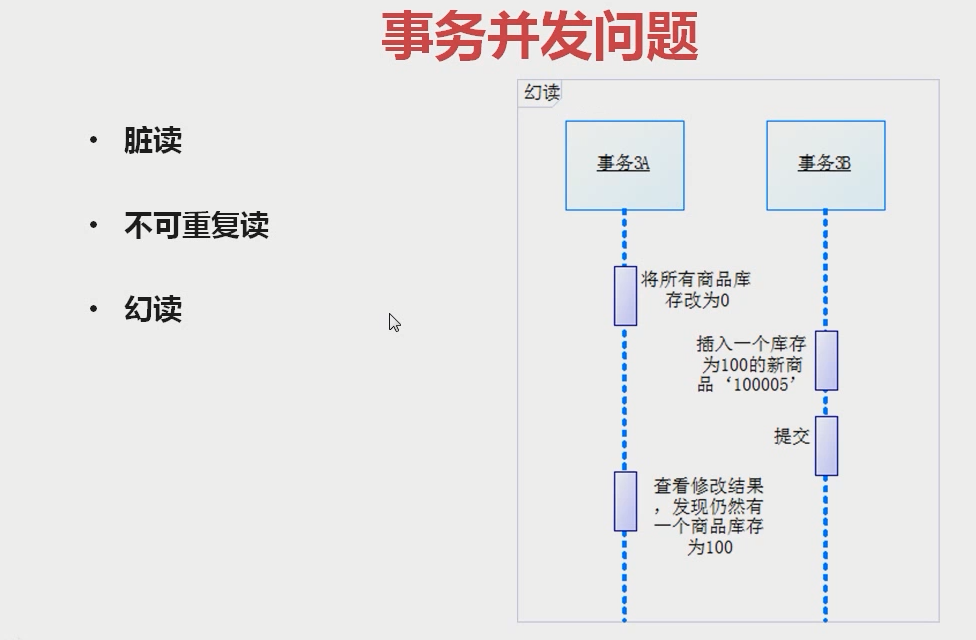 事务并发问题
• 脏读
• 不可重复读
• 幻读
幻读
事务3A
事务3B
将所有商品库
存改为0
插入一个库存
为100的新商
品‘100005’
提交
查看修改结果
，发现仍然有
一个商品库存
为100